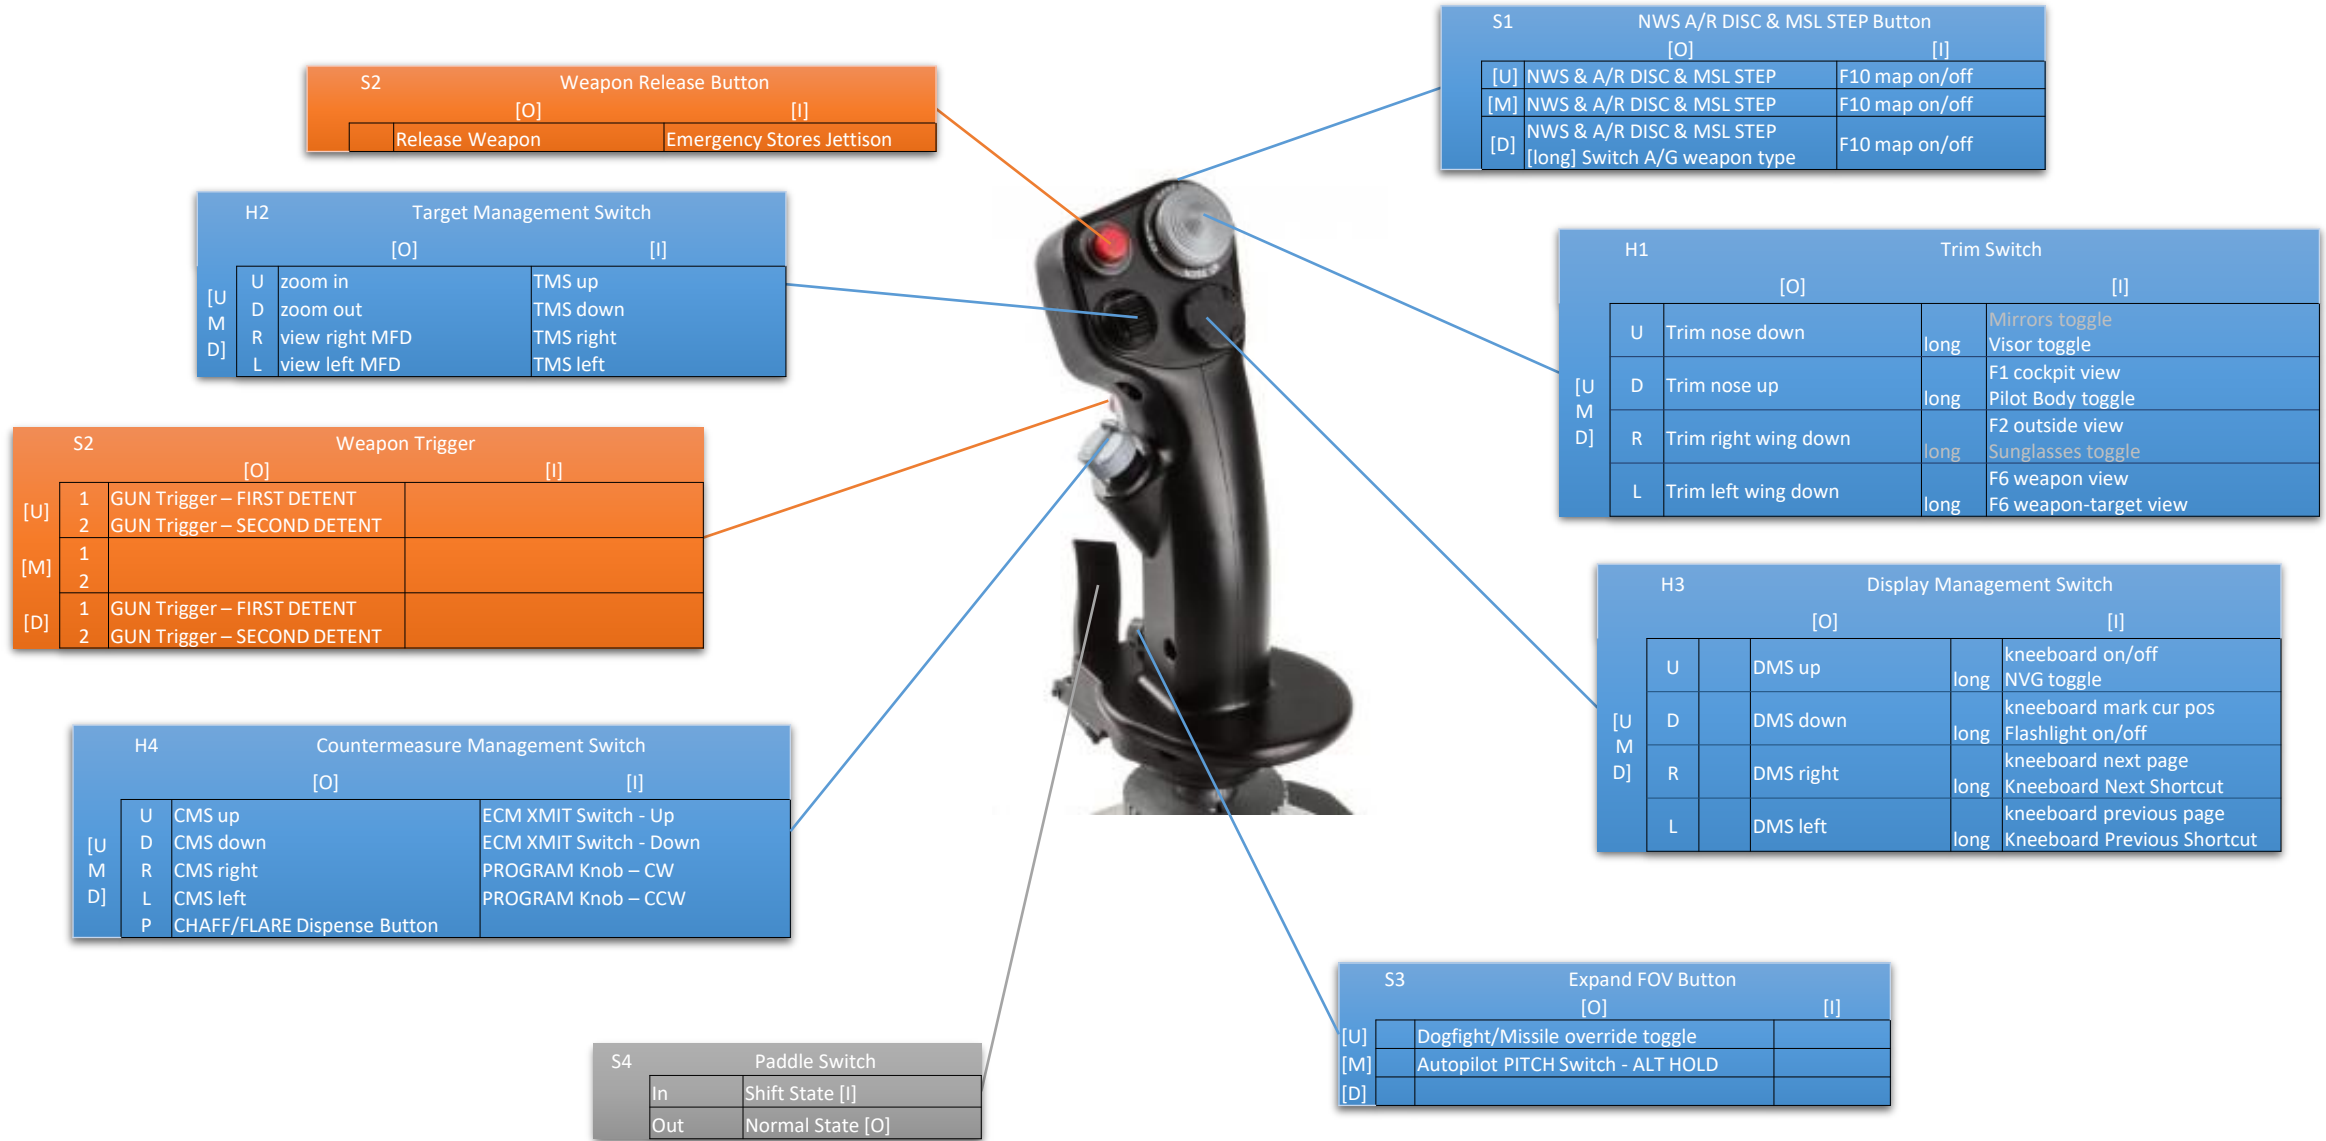 S1 NWS A/R DISC & MSL STEP Button
[O] [I]
[U] NWS & A/R DISC & MSL STEP F10 map on/off
[M] NWS & A/R DISC & MSL STEP F10 map on/off
[D] NWS & A/R DISC & MSL STEP
[long] Switch A/G weapon type F10 map on/off
S2 Weapon Release Button
[O] [I]
Release Weapon Emergency Stores Jettison
H2 Target Management Switch
[O] [I]
[U M D]
U zoom in TMS up
D zoom out TMS down
R view right MFD TMS right
L view left MFD TMS left
H1 Trim Switch
[O] [I]
[U M D]
U Trim nose down Mirrors toggle
long Visor toggle
D Trim nose up F1 cockpit view
long Pilot Body toggle
R Trim right wing down F2 outside view
long Sunglasses toggle
L Trim left wing down F6 weapon view
long F6 weapon-target view
S2 Weapon Trigger
[O] [I]
[U] 1 GUN Trigger – FIRST DETENT
2 GUN Trigger – SECOND DETENT
[M] 1
2
[D] 1 GUN Trigger – FIRST DETENT
2 GUN Trigger – SECOND DETENT
H3 Display Management Switch
[O] [I]
[U M D]
U DMS up kneeboard on/off
long NVG toggle
D DMS down kneeboard mark cur pos
long Flashlight on/off
R DMS right kneeboard next page
long Kneeboard Next Shortcut
L DMS left kneeboard previous page
long Kneeboard Previous Shortcut
H4 Countermeasure Management Switch
[O] [I]
[U M D]
U CMS up ECM XMIT Switch - Up
D CMS down ECM XMIT Switch - Down
R CMS right PROGRAM Knob – CW
L CMS left PROGRAM Knob – CCW
P CHAFF/FLARE Dispense Button
S3 Expand FOV Button
[O] [I]
[U] Dogfight/Missile override toggle
[M] Autopilot PITCH Switch - ALT HOLD
[D]
S4 Paddle Switch
In Shift State [I]
Out Normal State [O]
NOSE UP